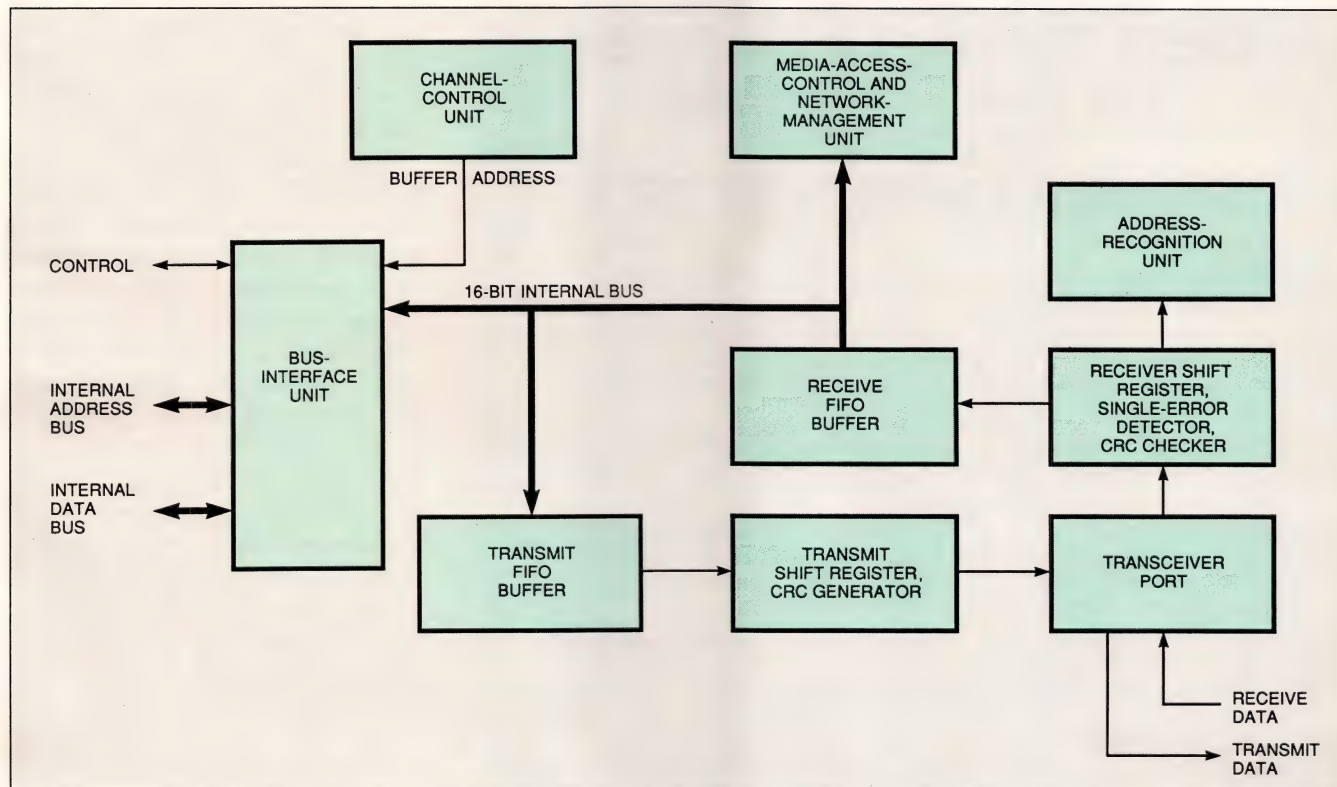 CHANNEL-
CONTROL
UNIT
MEDIA-ACCESS-
CONTROL AND
NETWORK-
MANAGEMENT
UNIT
BUFFER ADDRESS
ADDRESS-
RECOGNITION
UNIT
CONTROL
16-BIT INTERNAL BUS
BUS-
INTERFACE
UNIT
INTERNAL
ADDRESS
BUS
RECEIVE
FIFO
BUFFER
RECEIVER SHIFT
REGISTER,
SINGLE-ERROR
DETECTOR,
CRC CHECKER
INTERNAL
DATA
BUS
TRANSMIT
FIFO
BUFFER
TRANSMIT
SHIFT REGISTER,
CRC GENERATOR
TRANSCEIVER
PORT
RECEIVE
DATA
TRANSMIT
DATA